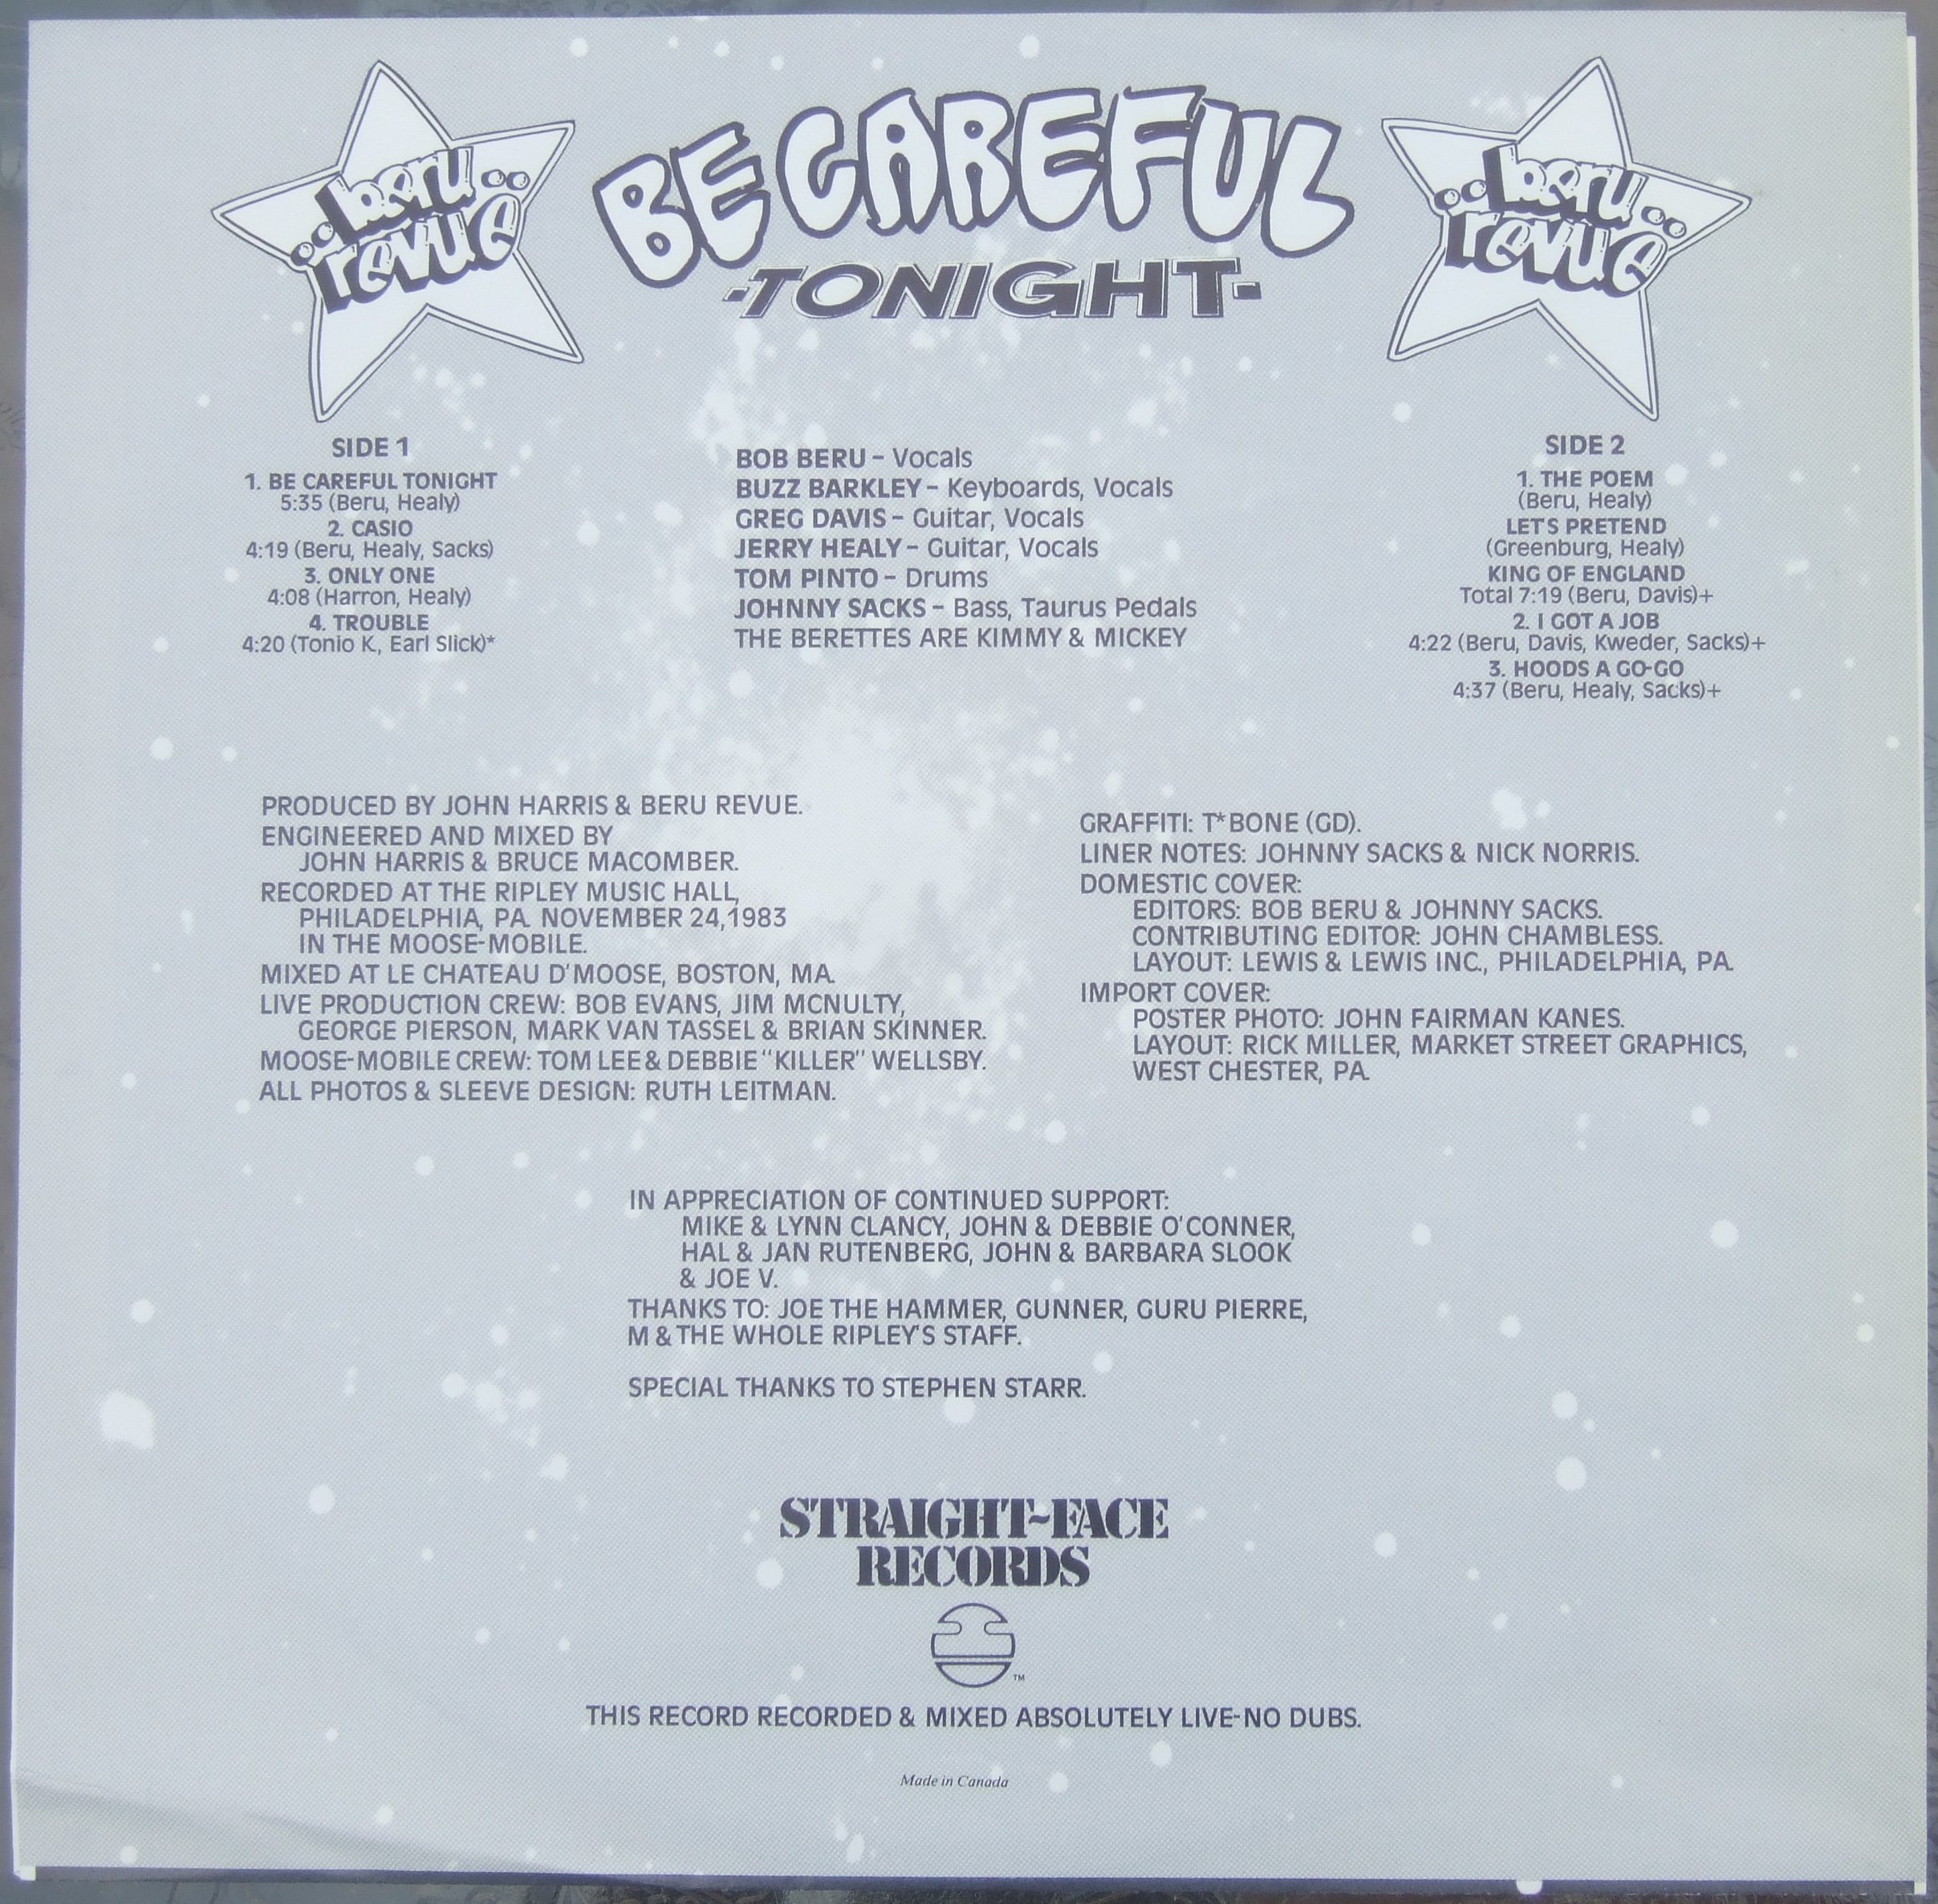 beru
revue
BE CAREFUL
-TONIGHT-
beru
revue
SIDE 1
1. BE CAREFUL TONIGHT
5:35 (Beru, Healy)
2. CASIO
4:19 (Beru, Healy, Sacks)
3. ONLY ONE
4:08 (Harron, Healy)
4. TROUBLE
4:20 (Tonio K., Earl Slick)*
BOB BERU – Vocals
BUZZ BARKLEY – Keyboards, Vocals
GREG DAVIS – Guitar, Vocals
JERRY HEALY – Guitar, Vocals
TOM PINTO – Drums
JOHNNY SACKS – Bass, Taurus Pedals
THE BERETTES ARE KIMMY & MICKEY
SIDE 2
1. THE POEM
(Beru, Healy)
LET'S PRETEND
(Greenburg, Healy)
KING OF ENGLAND
Total 7:19 (Beru, Davis)+
2. I GOT A JOB
4:22 (Beru, Davis, Kweder, Sacks)+
3. HOODS A GO-GO
4:37 (Beru, Healy, Sacks)+
PRODUCED BY JOHN HARRIS & BERU REVUE.
ENGINEERED AND MIXED BY
JOHN HARRIS & BRUCE MACOMBER.
RECORDED AT THE RIPLEY MUSIC HALL,
PHILADELPHIA, PA. NOVEMBER 24,1983
IN THE MOOSE-MOBILE.
MIXED AT LE CHATEAU D'MOOSE, BOSTON, MA.
LIVE PRODUCTION CREW: BOB EVANS, JIM MCNULTY,
GEORGE PIERSON, MARK VAN TASSEL & BRIAN SKINNER.
MOOSE-MOBILE CREW: TOM LEE & DEBBIE "KILLER" WELLSBY.
ALL PHOTOS & SLEEVE DESIGN: RUTH LEITMAN.
GRAFFITI: T*BONE (GD).
LINER NOTES: JOHNNY SACKS & NICK NORRIS.
DOMESTIC COVER:
EDITORS: BOB BERU & JOHNNY SACKS.
CONTRIBUTING EDITOR: JOHN CHAMBLESS.
LAYOUT: LEWIS & LEWIS INC., PHILADELPHIA, PA.
IMPORT COVER:
POSTER PHOTO: JOHN FAIRMAN KANES.
LAYOUT: RICK MILLER, MARKET STREET GRAPHICS,
WEST CHESTER, PA.
IN APPRECIATION OF CONTINUED SUPPORT:
MIKE & LYNN CLANCY, JOHN & DEBBIE O'CONNER,
HAL & JAN RUTENBERG, JOHN & BARBARA SLOOK
& JOE V.
THANKS TO: JOE THE HAMMER, GUNNER, GURU PIERRE,
M & THE WHOLE RIPLEY'S STAFF.
SPECIAL THANKS TO STEPHEN STARR.
STRAIGHT-FACE
RECORDS
TM
THIS RECORD RECORDED & MIXED ABSOLUTELY LIVE-NO DUBS.
Made in Canada